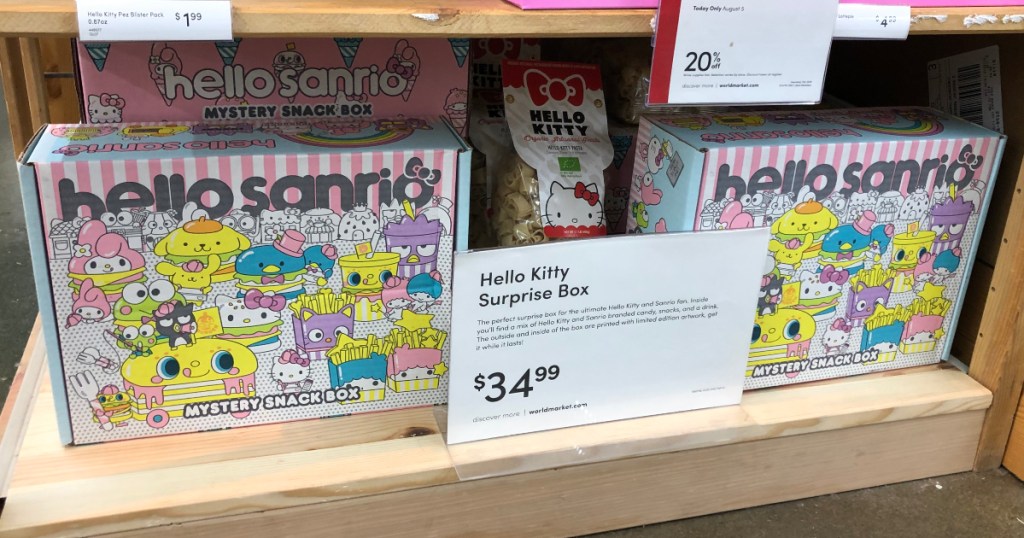 Hello Kitty Pez Blister Pack
0.87oz
$1.99
Today Only August 5
20% off
discover more | worldmarket.com
$4
hello sanrio
MYSTERY SNACK BOX
HELLO KITTY
hello sanrio
hello sanrio
MYSTERY SNACK BOX
hello sanrio
MYSTERY SNACK BOX
Hello Kitty
Surprise Box
The perfect surprise box for the ultimate Hello Kitty and Sanrio fan. Inside
you'll find a mix of Hello Kitty and Sanrio branded candy, snacks, and a drink.
The outside and inside of the box are printed with limited edition artwork, get
it while it lasts!
$34.99
discover more | worldmarket.com